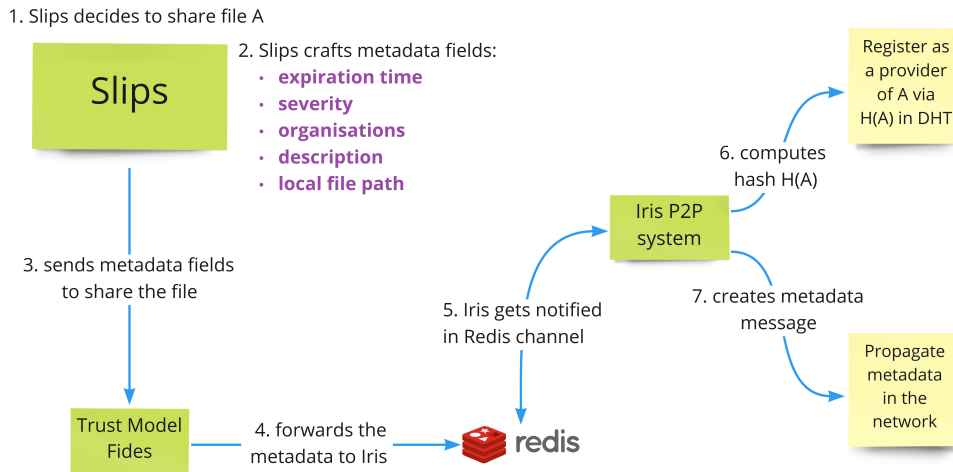 1. Slips decides to share file A
Slips
2. Slips crafts metadata fields:
• expiration time
• severity
• organisations
• description
• local file path
3. sends metadata fields
to share the file
Trust Model
Fides
4. forwards the
metadata to Iris
redis
5. Iris gets notified
in Redis channel
Iris P2P
system
6. computes
hash H(A)
Register as
a provider
of A via
H(A) in DHT
7. creates metadata
message
Propagate
metadata
in the
network